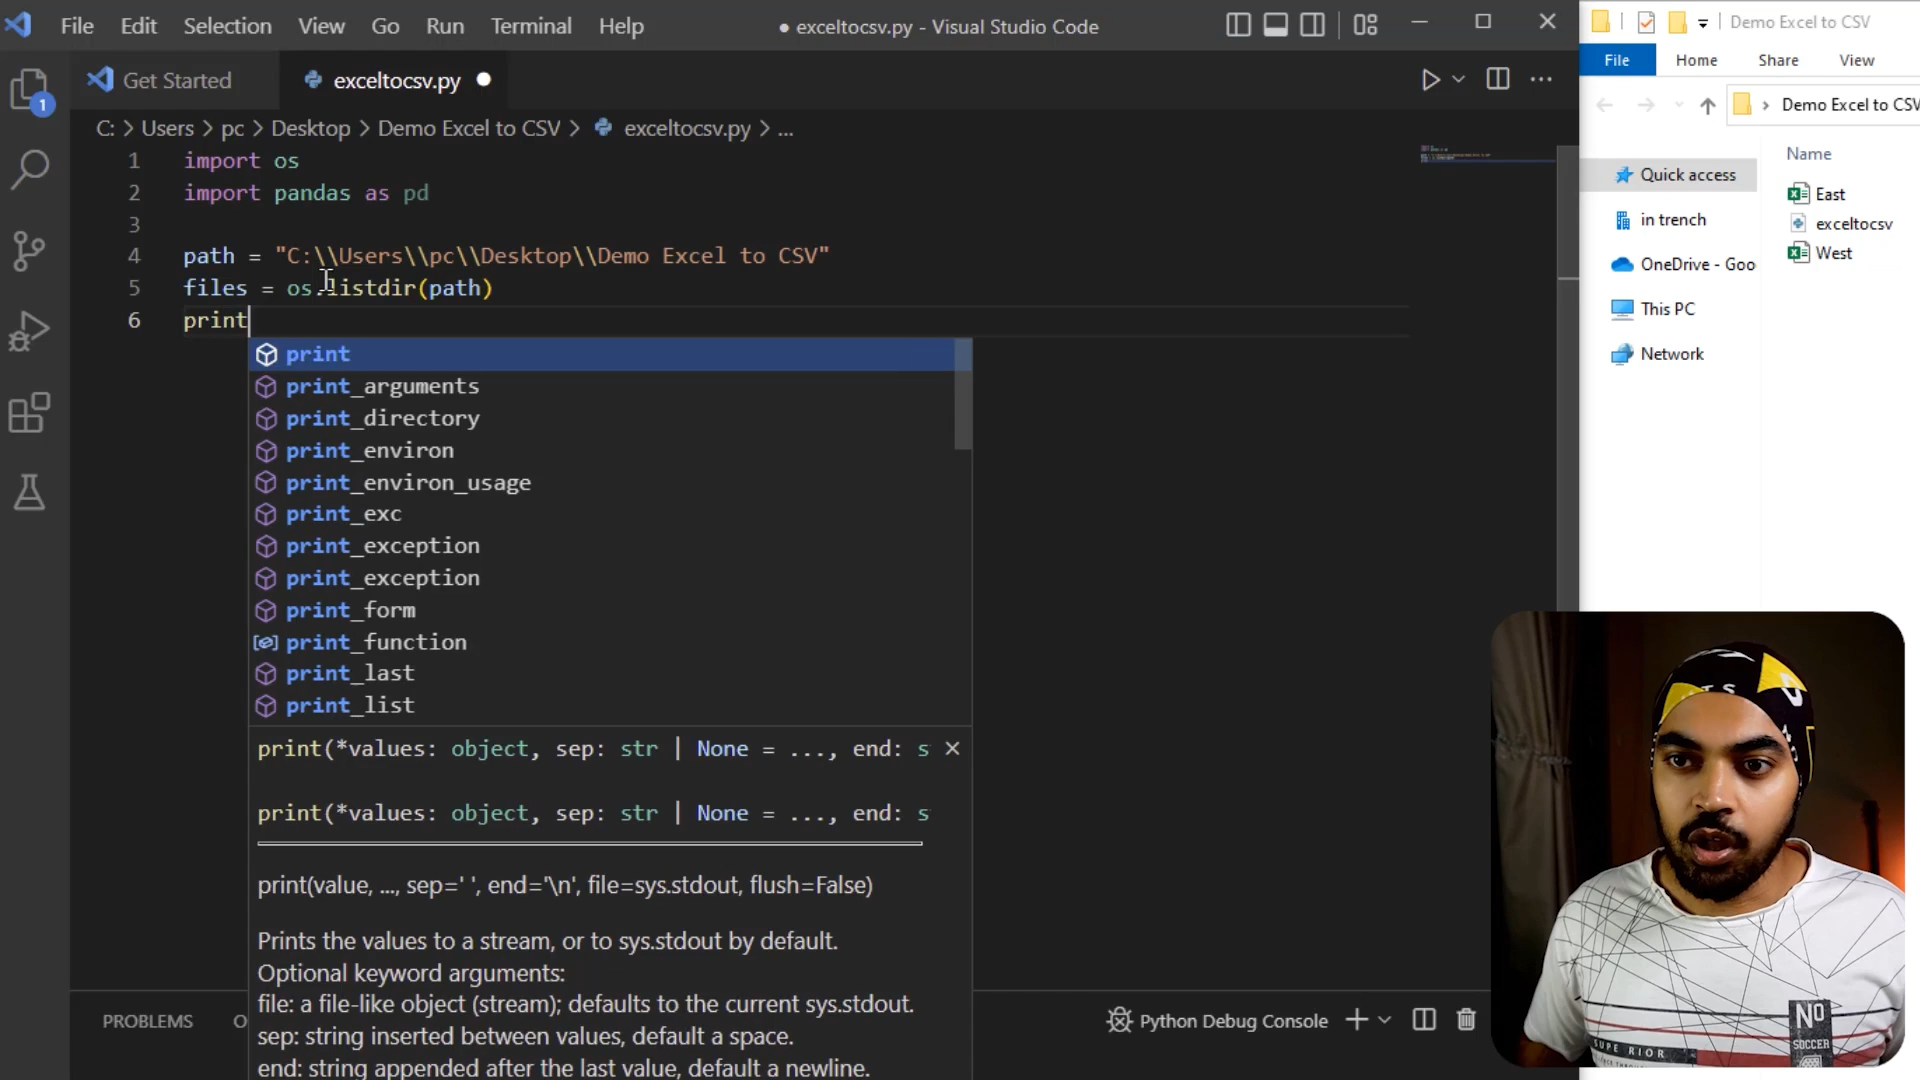 File Edit Selection View Go Run Terminal Help
● exceltocsv.py - Visual Studio Code
Get Started exceltocsv.py
C: > Users > pc > Desktop > Demo Excel to CSV > exceltocsv.py > ...
1 import os
2 import pandas as pd
3
4 path = "C:\\Users\\pc\\Desktop\\Demo Excel to CSV"
5 files = os.listdir(path)
6 print
print
print_arguments
print_directory
print_environ
print_environ_usage
print_exc
print_exception
print_exception
print_form
print_function
print_last
print_list
print(*values: object, sep: str | None = ..., end: s
print(*values: object, sep: str | None = ..., end: s
print(value, ..., sep=' ', end='\n', file=sys.stdout, flush=False)
Prints the values to a stream, or to sys.stdout by default.
Optional keyword arguments:
file: a file-like object (stream); defaults to the current sys.stdout.
sep: string inserted between values, default a space.
end: string appended after the last value, default a newline.
1
PROBLEMS O
Python Debug Console
Demo Excel to CSV
File Home Share View
> Demo Excel to CSV
Quick access
in trench
OneDrive - Goo
This PC
Network
Name
East
exceltocsv
West
NO
SOCCER
SUPE RIOR